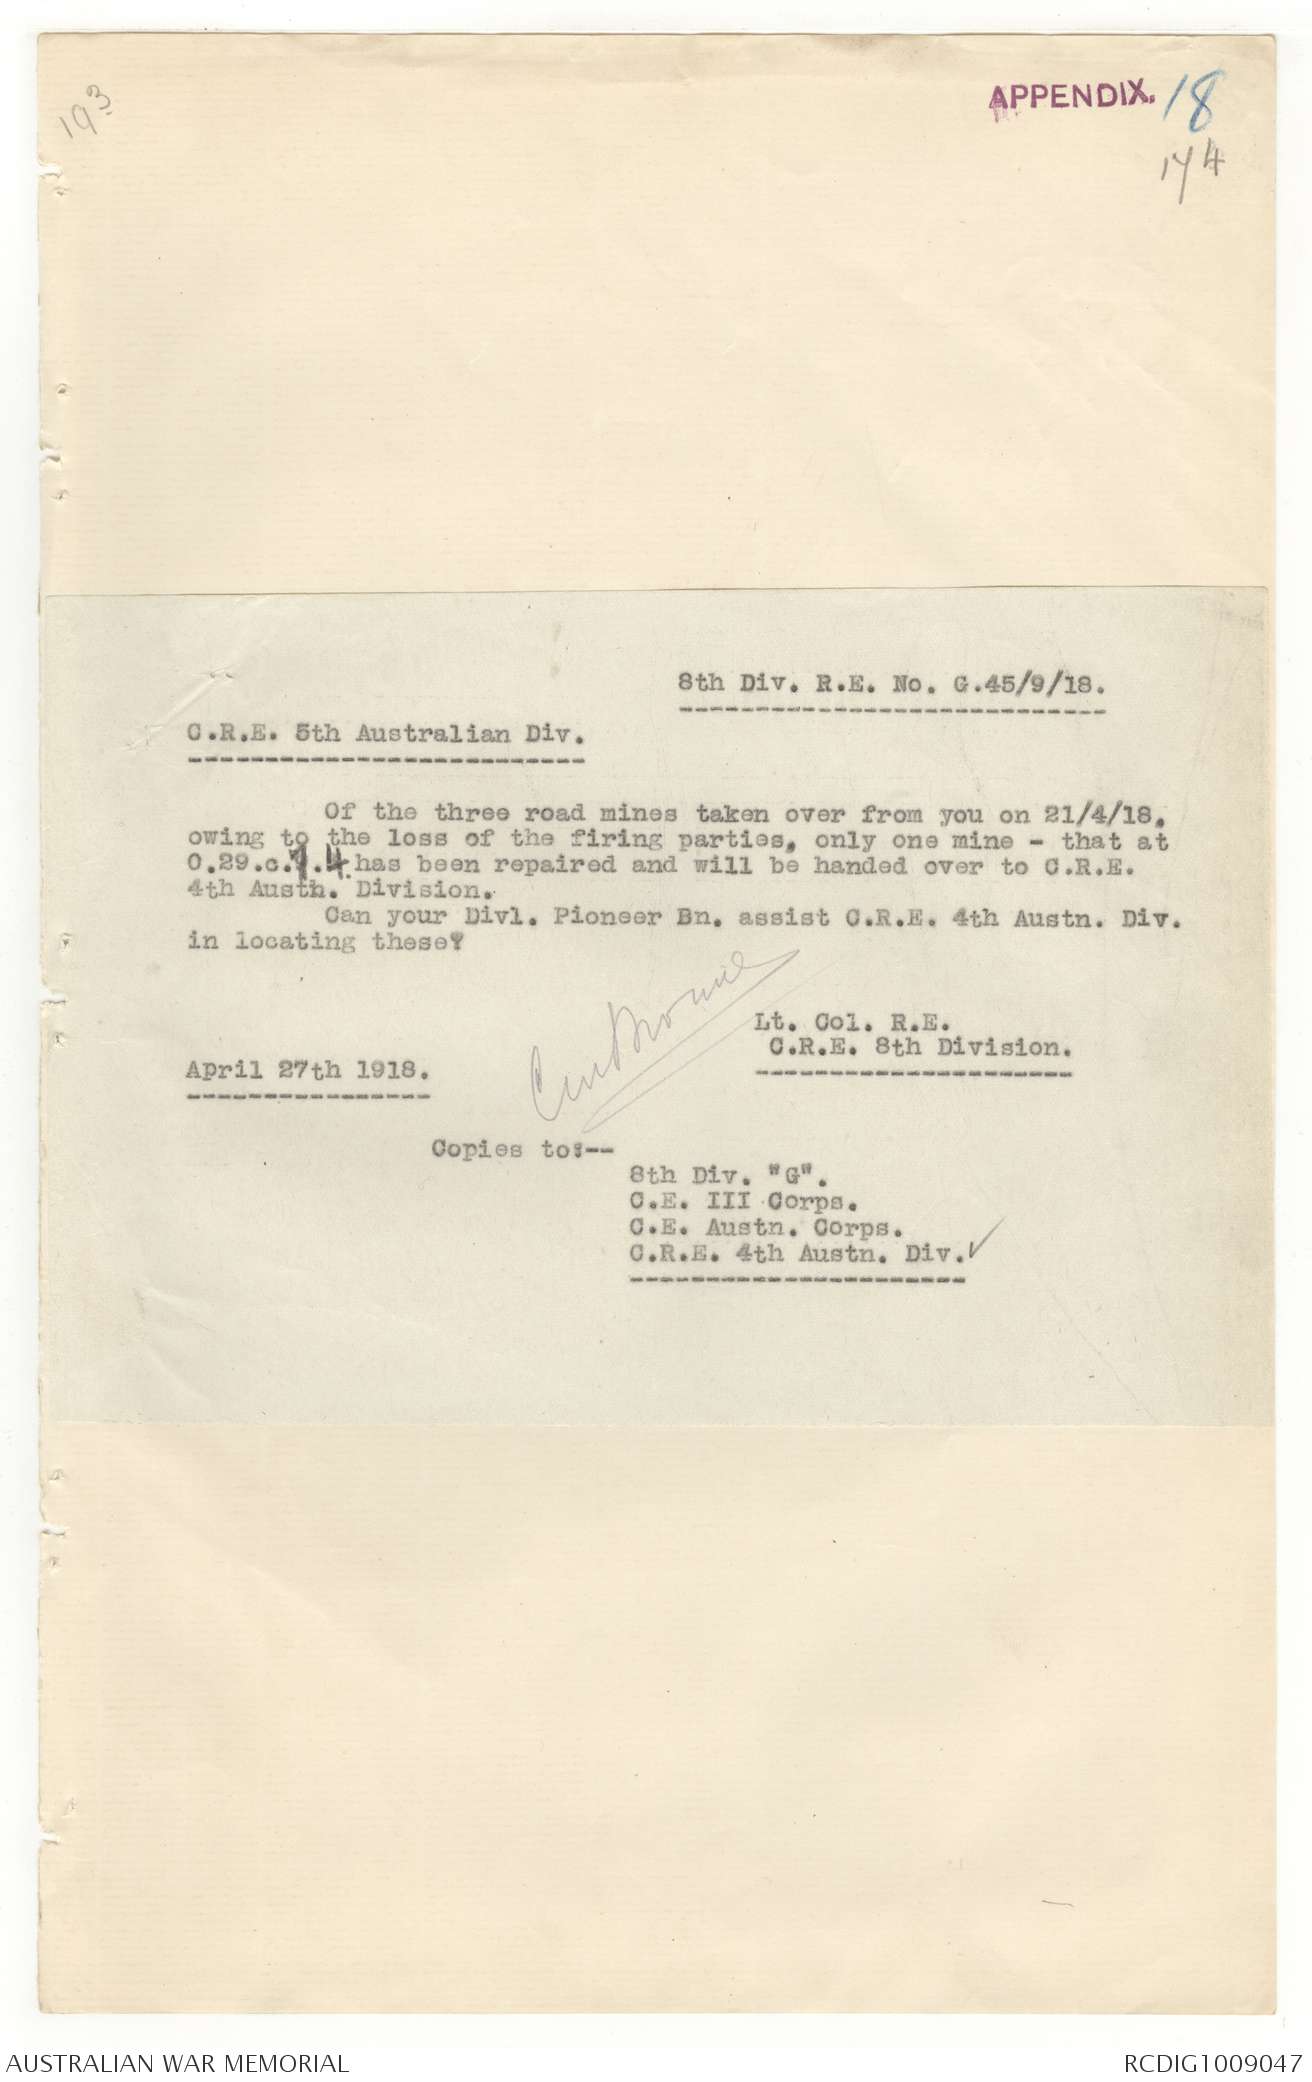 193
APPENDIX. 18
174
8th Div. R.E. No. G.45/9/18.
C.R.E. 5th Australian Div.
Of the three road mines taken over from you on 21/4/18,
owing to the loss of the firing parties, only one mine - that at
O.29.c.7.4. has been repaired and will be handed over to C.R.E.
4th Austn. Division.
Can your Divl. Pioneer Bn. assist C.R.E. 4th Austn. Div.
in locating these?
Lt. Col. R.E.
C.R.E. 8th Division.
April 27th 1918.
Copies to:--
8th Div. "G".
C.E. III Corps.
C.E. Austn. Corps.
C.R.E. 4th Austn. Div. ✓
AUSTRALIAN WAR MEMORIAL
RCDIG1009047